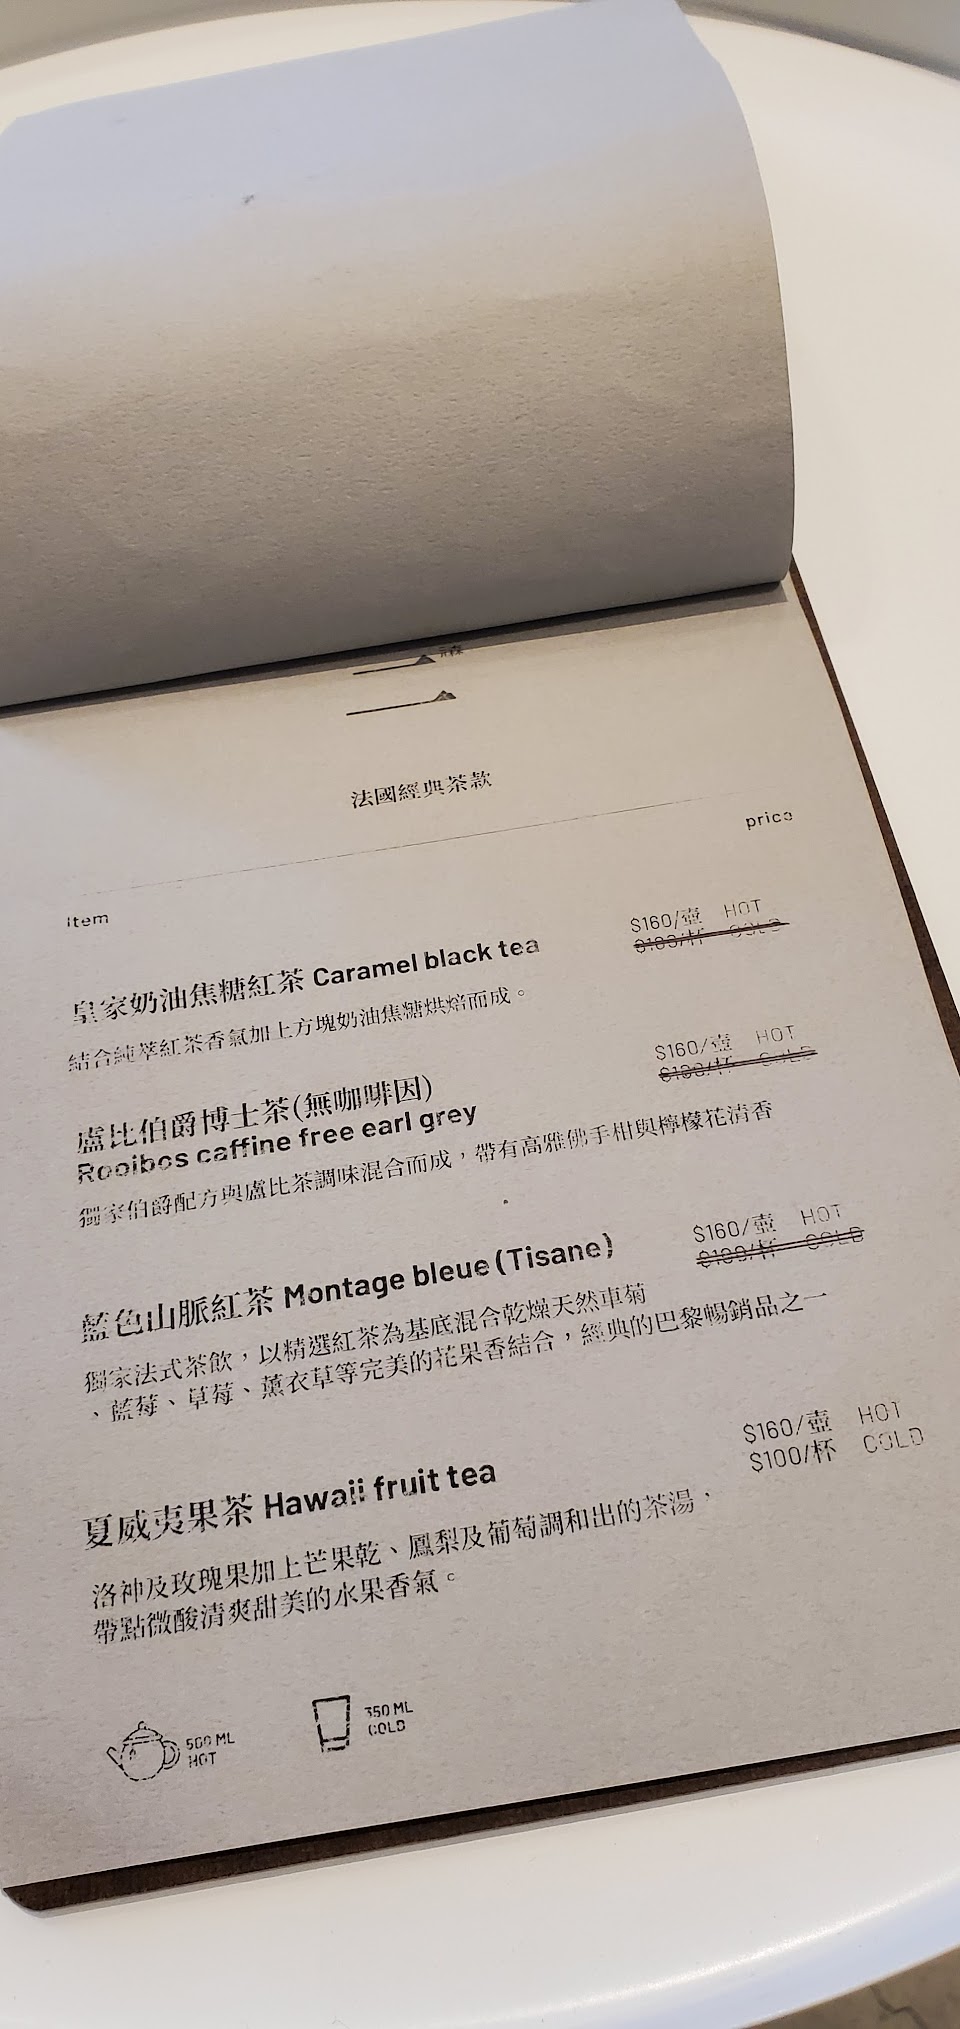 法國經典茶款
Item
price
皇家奶油焦糖紅茶 Caramel black tea
$160/壺 HOT
$100/杯 COLD
結合純萃紅茶香氣加上方塊奶油焦糖烘焙而成。
盧比伯爵博士茶(無咖啡因)
Rooibos caffine free earl grey
$160/壺 HOT
$100/杯 COLD
獨家伯爵配方與盧比茶調味混合而成，帶有高雅佛手柑與檸檬花清香
藍色山脈紅茶 Montage bleue (Tisane)
$160/壺 HOT
$100/杯 COLD
獨家法式茶飲，以精選紅茶為基底混合乾燥天然車菊
、藍莓、草莓、薰衣草等完美的花果香結合，經典的巴黎暢銷品之一
夏威夷果茶 Hawaii fruit tea
$160/壺 HOT
$100/杯 COLD
洛神及玫瑰果加上芒果乾、鳳梨及葡萄調和出的茶湯，
帶點微酸清爽甜美的水果香氣。
500 ML
HOT
350 ML
COLD